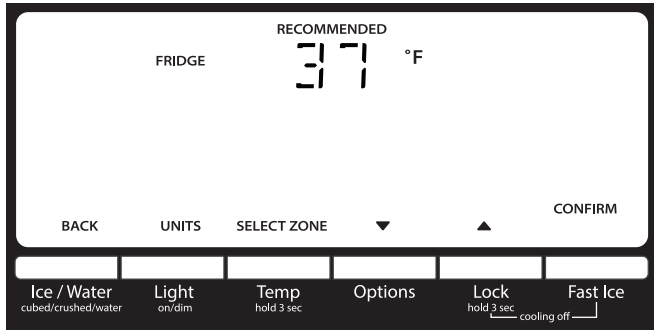 RECOMMENDED
FRIDGE 37 °F
CONFIRM
BACK UNITS SELECT ZONE ▼ ▲
Ice / Water Light Temp Options Lock Fast Ice
cubed/crushed/water on/dim hold 3 sec hold 3 sec
cooling off